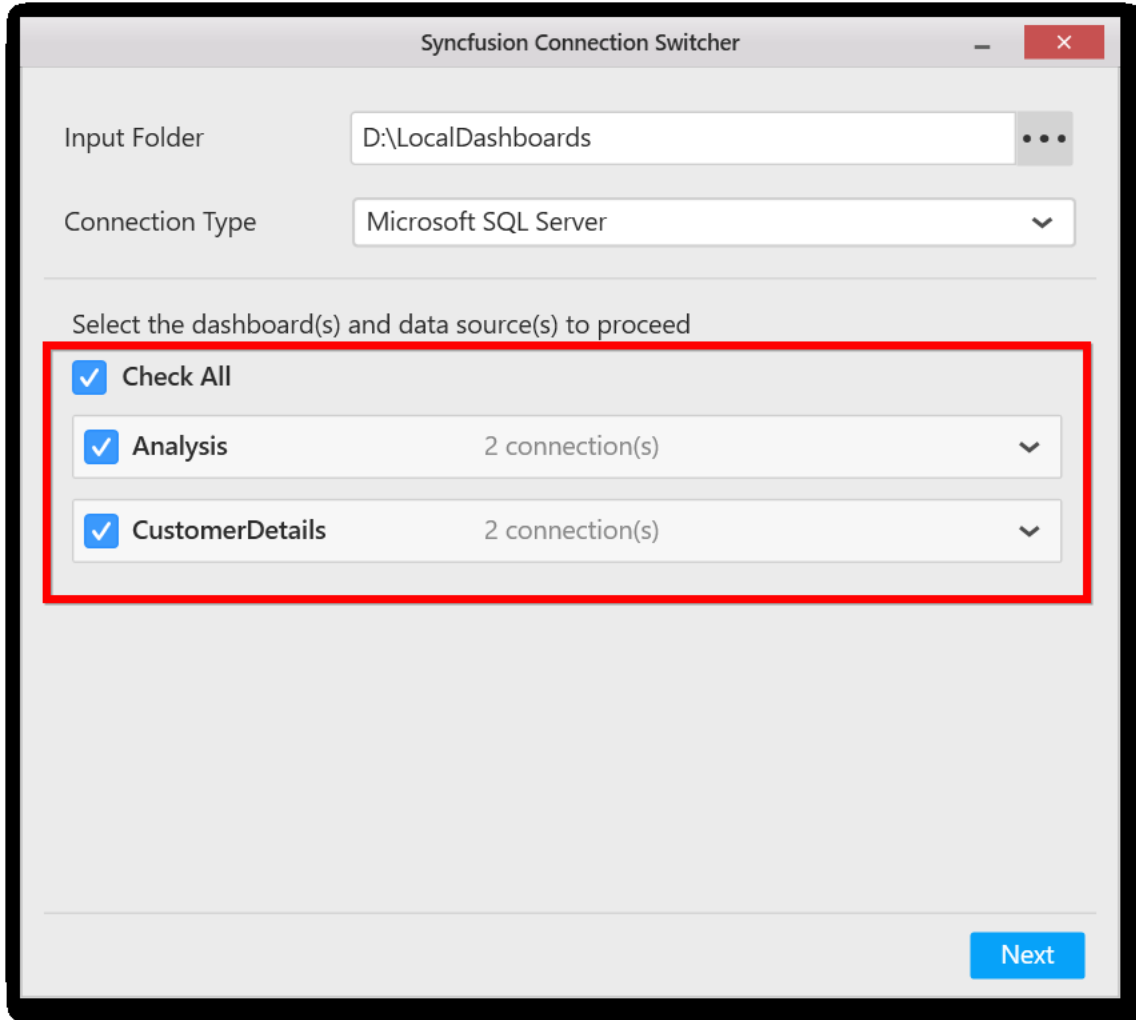 Syncfusion Connection Switcher
Input Folder D:\LocalDashboards
Connection Type Microsoft SQL Server
Select the dashboard(s) and data source(s) to proceed
Check All
Analysis 2 connection(s)
CustomerDetails 2 connection(s)
Next